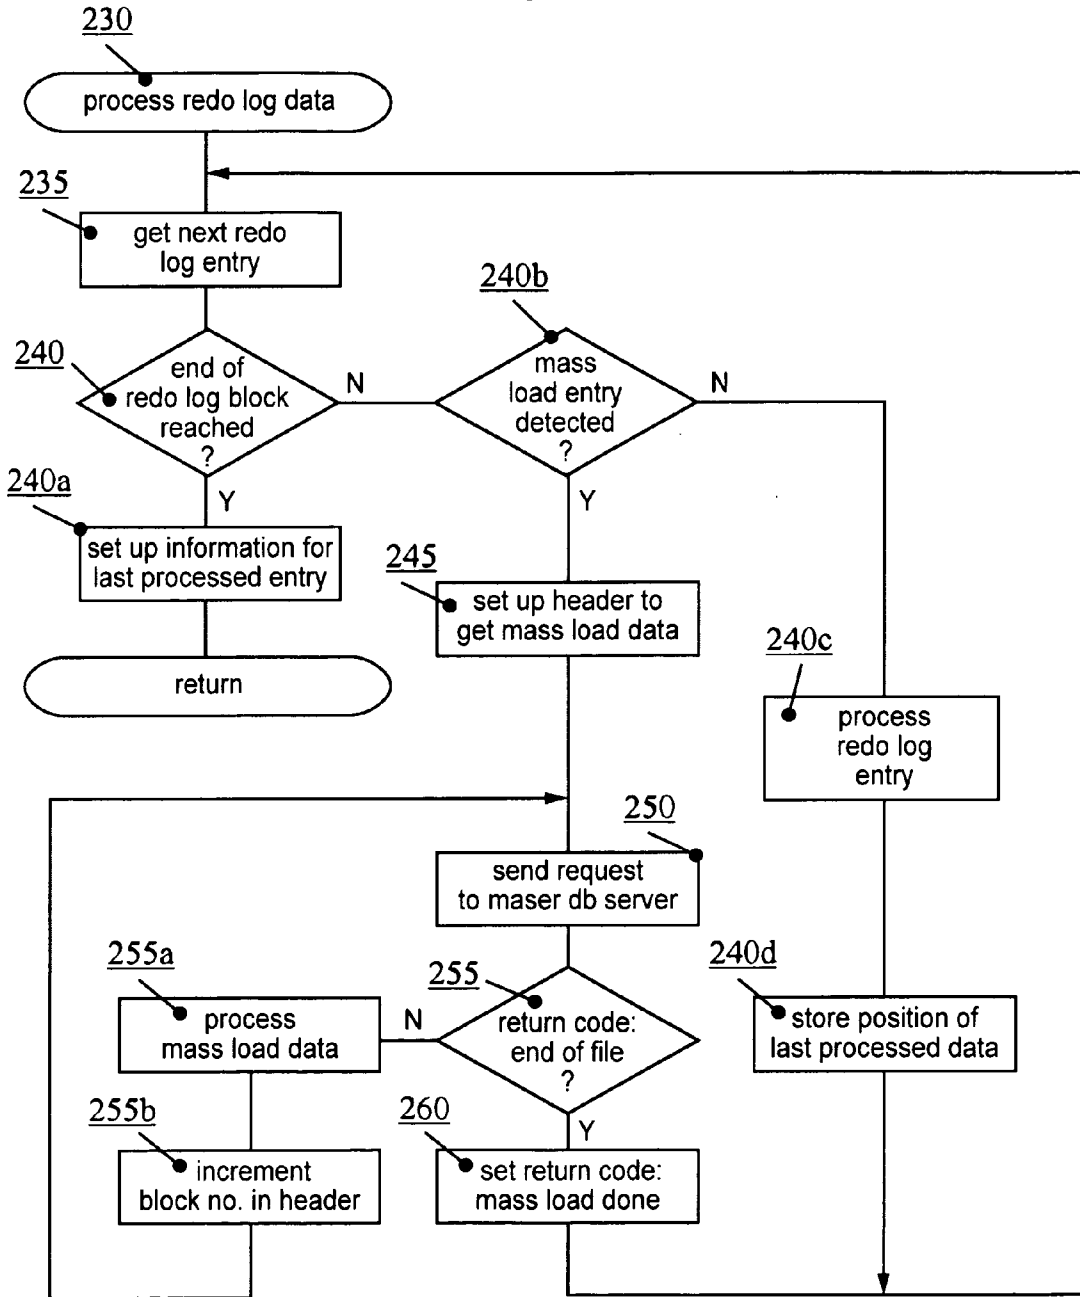 230
process redo log data
235
get next redo
log entry
240
end of
redo log block
reached
?
N
Y
240a
set up information for
last processed entry
return
240b
mass
load entry
detected
?
N
Y
245
set up header to
get mass load data
240c
process
redo log
entry
240d
store position of
last processed data
250
send request
to maser db server
255
return code:
end of file
?
N
Y
255a
process
mass load data
255b
increment
block no. in header
260
set return code:
mass load done